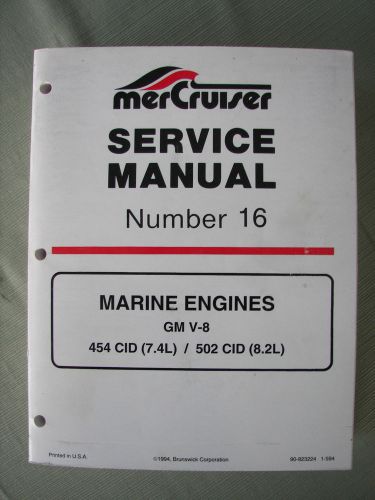 merCruiser
SERVICE
MANUAL
Number 16
MARINE ENGINES
GM V-8
454 CID (7.4L) / 502 CID (8.2L)
Printed in U.S.A.
©1994, Brunswick Corporation
90-823224 1-594